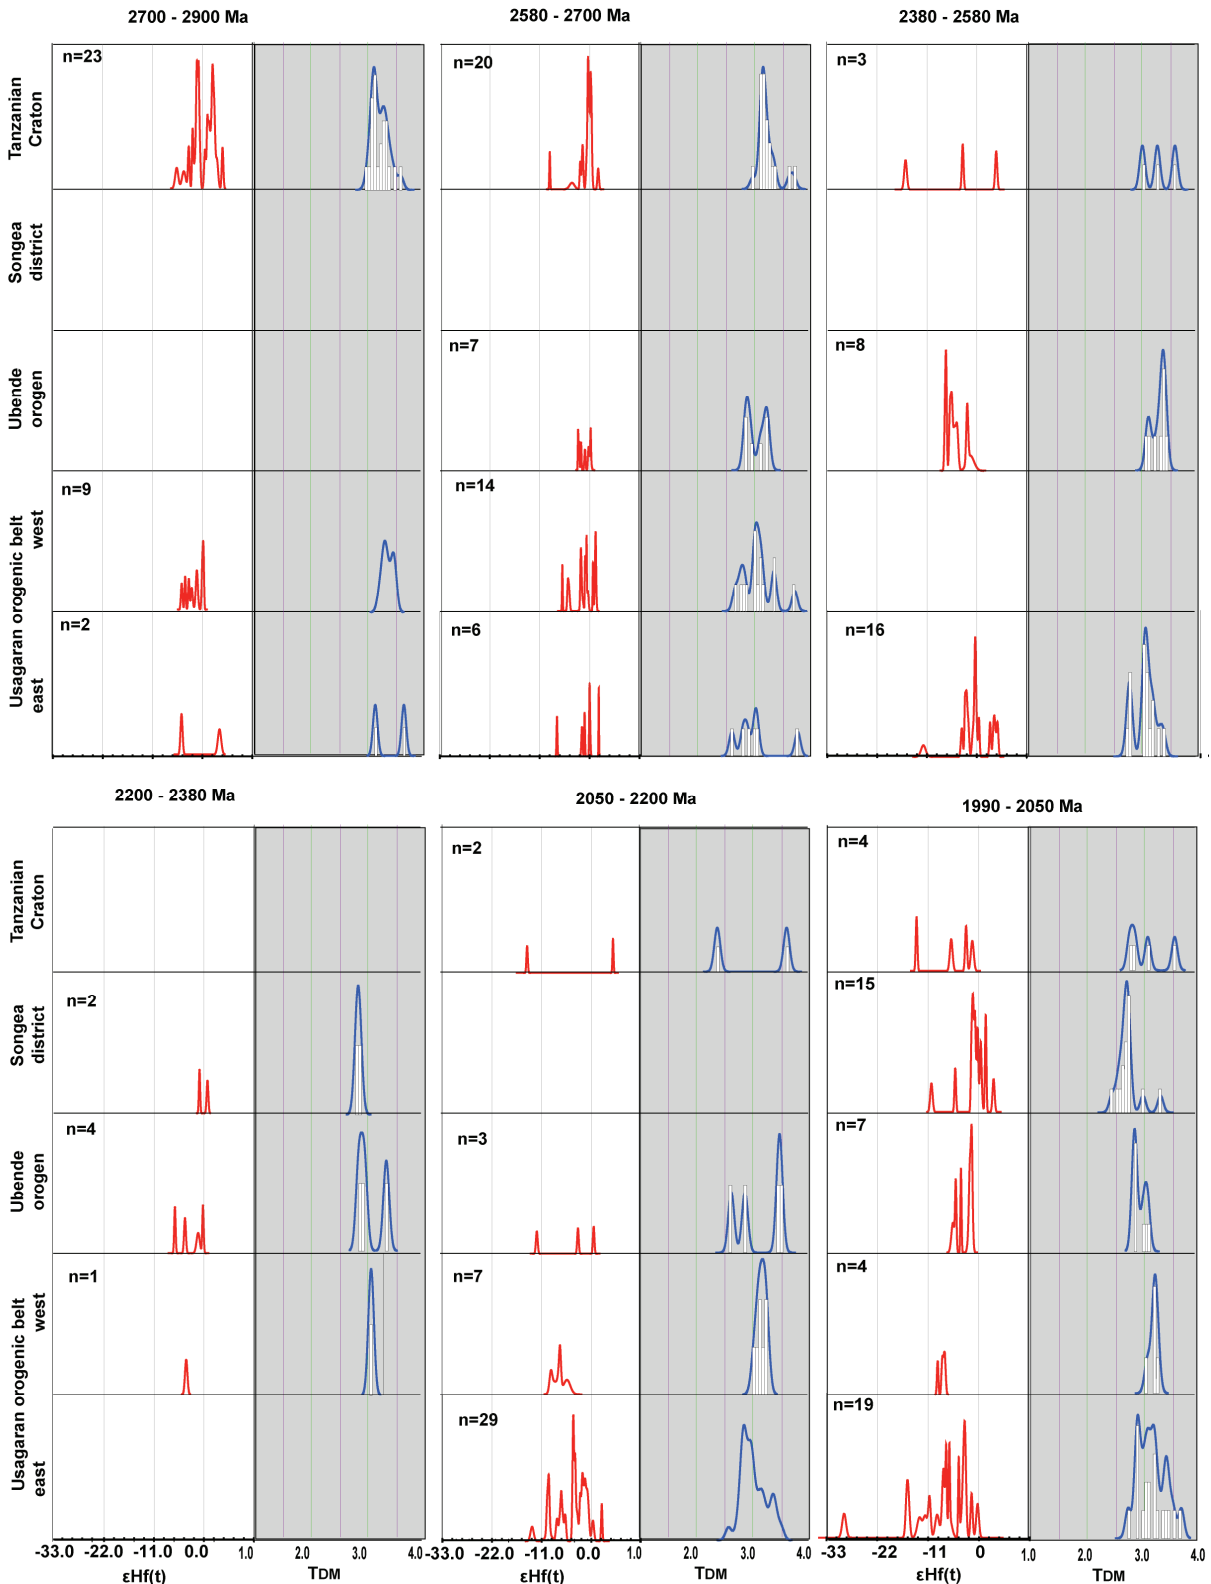 2700 - 2900 Ma
2580 - 2700 Ma
2380 - 2580 Ma
Tanzanian
Craton
n=23
n=20
n=3
Songea
district
Ubende
orogen
n=7
n=8
Usagaran orogenic belt
west
east
n=9
n=14
n=2
n=6
n=16
2200 - 2380 Ma
2050 - 2200 Ma
1990 - 2050 Ma
Tanzanian
Craton
n=2
n=4
Songea
district
n=2
n=15
Ubende
orogen
n=4
n=3
n=7
Usagaran orogenic belt
west
east
n=1
n=7
n=4
n=29
n=19
-33.0 -22.0 -11.0 0.0 1.0 2.0 3.0 4.0 -33.0 -22.0 -11.0 0.0 1.0 2.0 3.0 4.0 -33 -22 -11 0 1.0 2.0 3.0 4.0
εHf(t) TDM εHf(t) TDM εHf(t) TDM